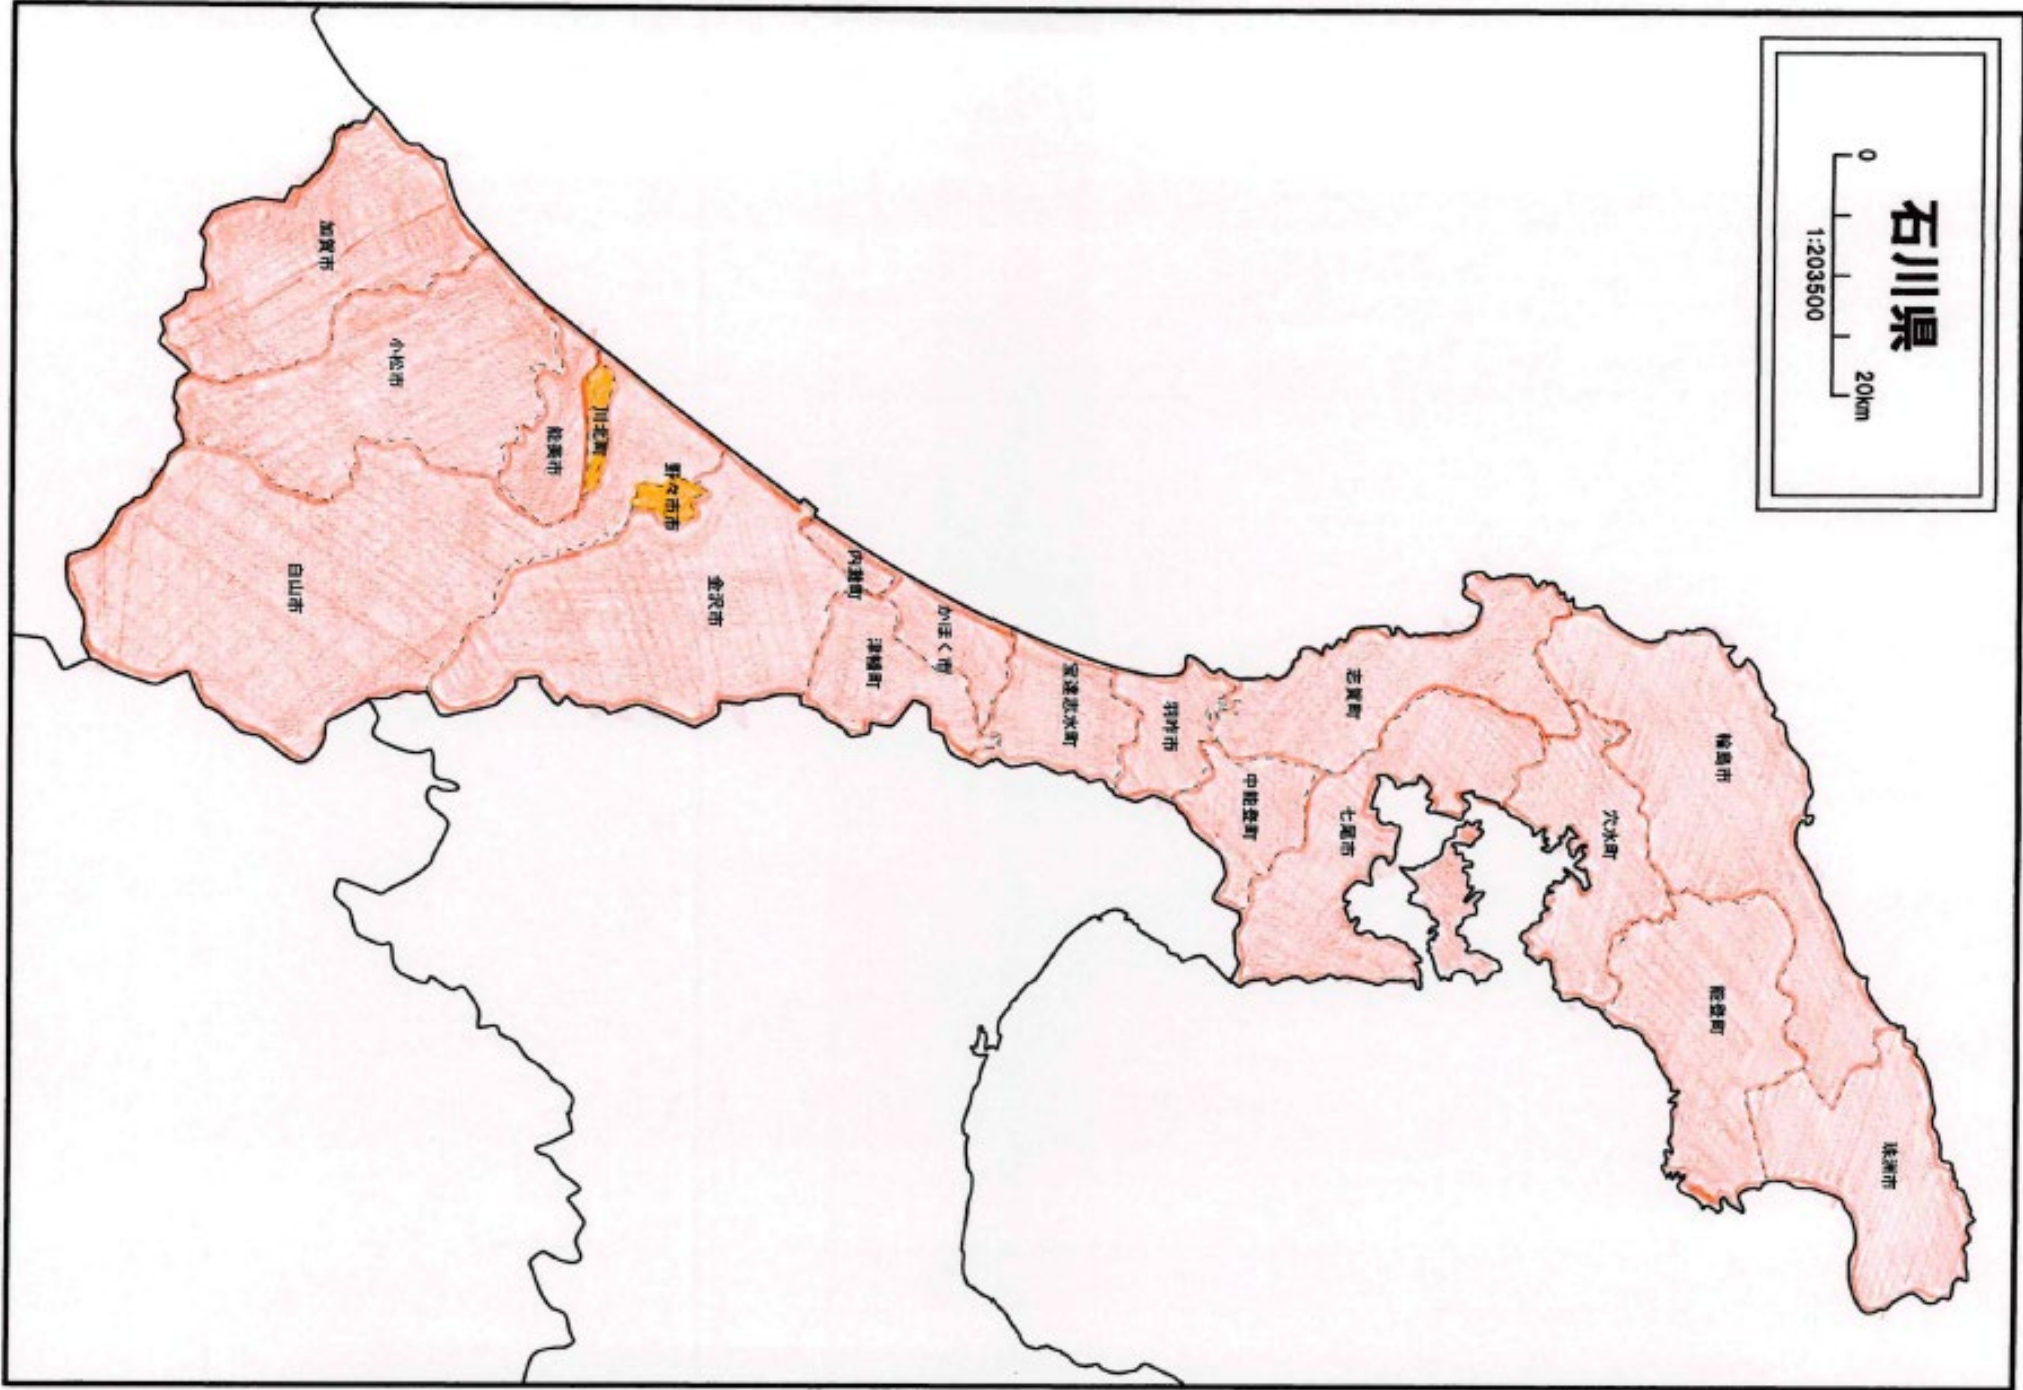 石川県
0 20km
1:203500
珠洲市
輪島市
能登町
穴水町
志賀町
七尾市
中能登町
羽咋市
宝達志水町
かほく市
津幡町
内灘町
金沢市
野々市市
川北町
能美市
小松市
白山市
加賀市